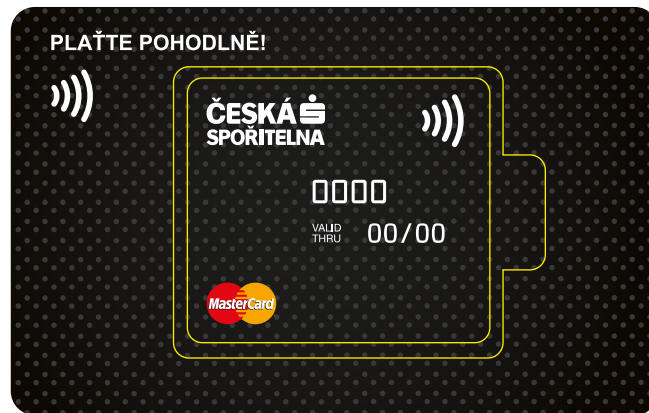 PLAŤTE POHODLNĚ!
ČESKÁ
SPOŘITELNA
0000
VALID
THRU 00/00
MasterCard